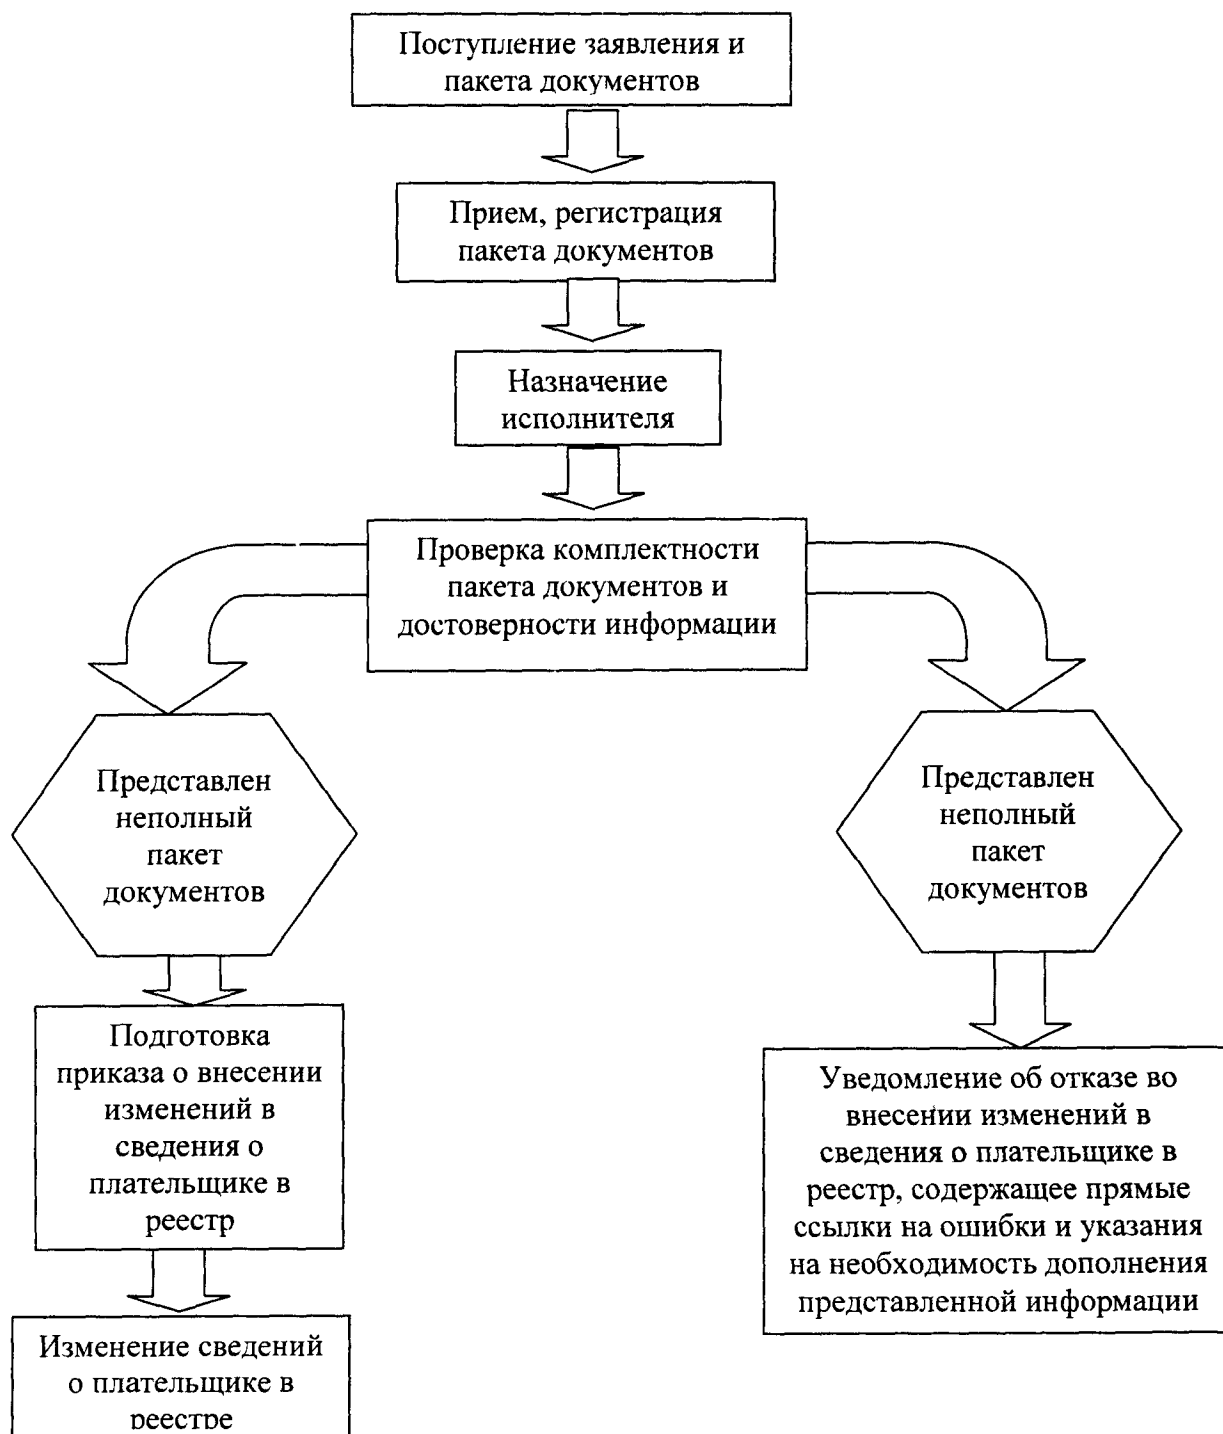 Поступление заявления и
пакета документов
Прием, регистрация
пакета документов
Назначение
исполнителя
Проверка комплектности
пакета документов и
достоверности информации
Представлен
неполный
пакет
документов
Представлен
неполный
пакет
документов
Подготовка
приказа о внесении
изменений в
сведения о
плательщике в
реестр
Уведомление об отказе во
внесении изменений в
сведения о плательщике в
реестр, содержащее прямые
ссылки на ошибки и указания
на необходимость дополнения
представленной информации
Изменение сведений
о плательщике в
реестре